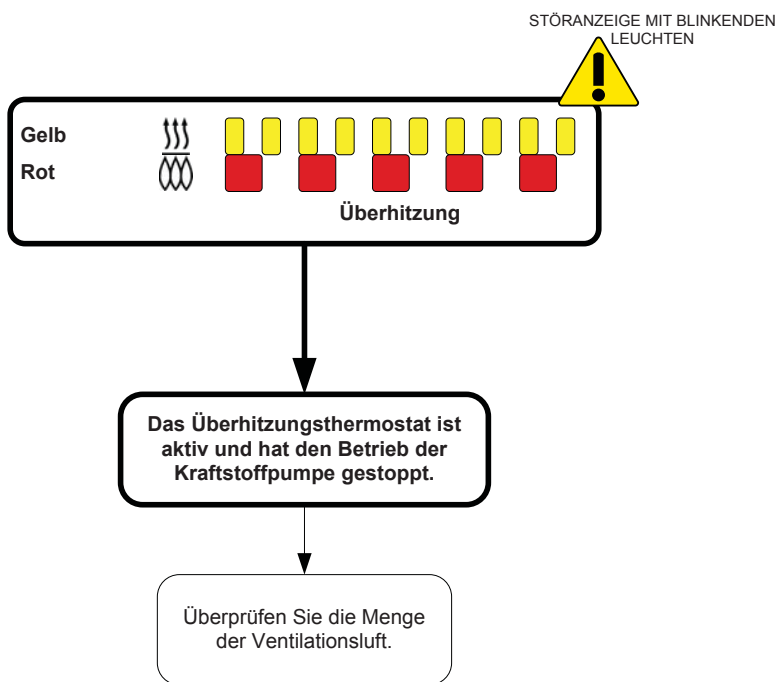 STÖRANZEIGE MIT BLINKENDEN
LEUCHTEN
Gelb
Rot
Überhitzung
Das Überhitzungsthermostat ist
aktiv und hat den Betrieb der
Kraftstoffpumpe gestoppt.
Überprüfen Sie die Menge
der Ventilationsluft.